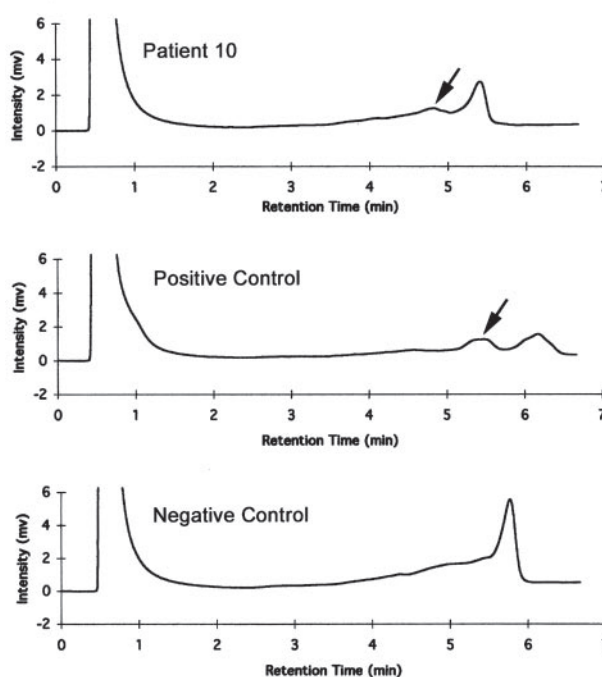 6
4
2
0
-2
Intensity (mv)
Patient 10
0 1 2 3 4 5 6 7
Retention Time (min)
6
4
2
0
-2
Intensity (mv)
Positive Control
0 1 2 3 4 5 6 7
Retention Time (min)
6
4
2
0
-2
Intensity (mv)
Negative Control
0 1 2 3 4 5 6 7
Retention Time (min)